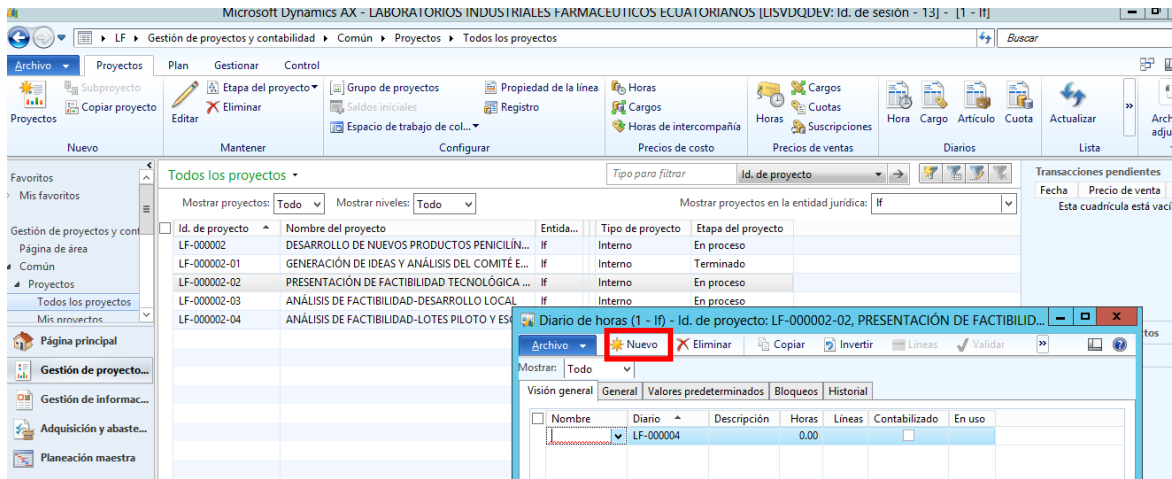 Microsoft Dynamics AX - LABORATORIOS INDUSTRIALES FARMACEUTICOS ECUATORIANOS [LISVDQDEV: Id. de sesión - 13] - [1 - lf]
LF Gestión de proyectos y contabilidad Común Proyectos Todos los proyectos
Buscar
Archivo Proyectos Plan Gestionar Control
Proyectos
Subproyecto
Copiar proyecto
Nuevo
Editar
Etapa del proyecto
Eliminar
Mantener
Grupo de proyectos
Saldos iniciales
Espacio de trabajo de col...
Propiedad de la línea
Registro
Configurar
Horas
Cargos
Horas de intercompañía
Precios de costo
Horas
Cargos
Cuotas
Suscripciones
Precios de ventas
Hora Cargo Artículo Cuota
Diarios
Actualizar
Lista
Arch
adju
Favoritos
Mis favoritos
Gestión de proyectos y cont
Página de área
Común
Proyectos
Todos los proyectos
Mis proyectos
Página principal
Gestión de proyecto...
Gestión de informac...
Adquisición y abaste...
Planeación maestra
Todos los proyectos
Tipo para filtrar
Id. de proyecto
Mostrar proyectos: Todo Mostrar niveles: Todo Mostrar proyectos en la entidad jurídica: lf
Id. de proyecto Nombre del proyecto Entida... Tipo de proyecto Etapa del proyecto
LF-000002 DESARROLLO DE NUEVOS PRODUCTOS PENICILÍN... lf Interno En proceso
LF-000002-01 GENERACIÓN DE IDEAS Y ANÁLISIS DEL COMITÉ E... lf Interno Terminado
LF-000002-02 PRESENTACIÓN DE FACTIBILIDAD TECNOLÓGICA ... lf Interno En proceso
LF-000002-03 ANÁLISIS DE FACTIBILIDAD-DESARROLLO LOCAL lf Interno En proceso
LF-000002-04 ANÁLISIS DE FACTIBILIDAD-LOTES PILOTO Y ESC
Transacciones pendientes
Fecha Precio de venta
Esta cuadrícula está vací
tos
Diario de horas (1 - lf) - Id. de proyecto: LF-000002-02, PRESENTACIÓN DE FACTIBILID...
Archivo Nuevo Eliminar Copiar Invertir Líneas Validar
Mostrar: Todo
Visión general General Valores predeterminados Bloqueos Historial
Nombre Diario Descripción Horas Líneas Contabilizado En uso
LF-000004 0.00